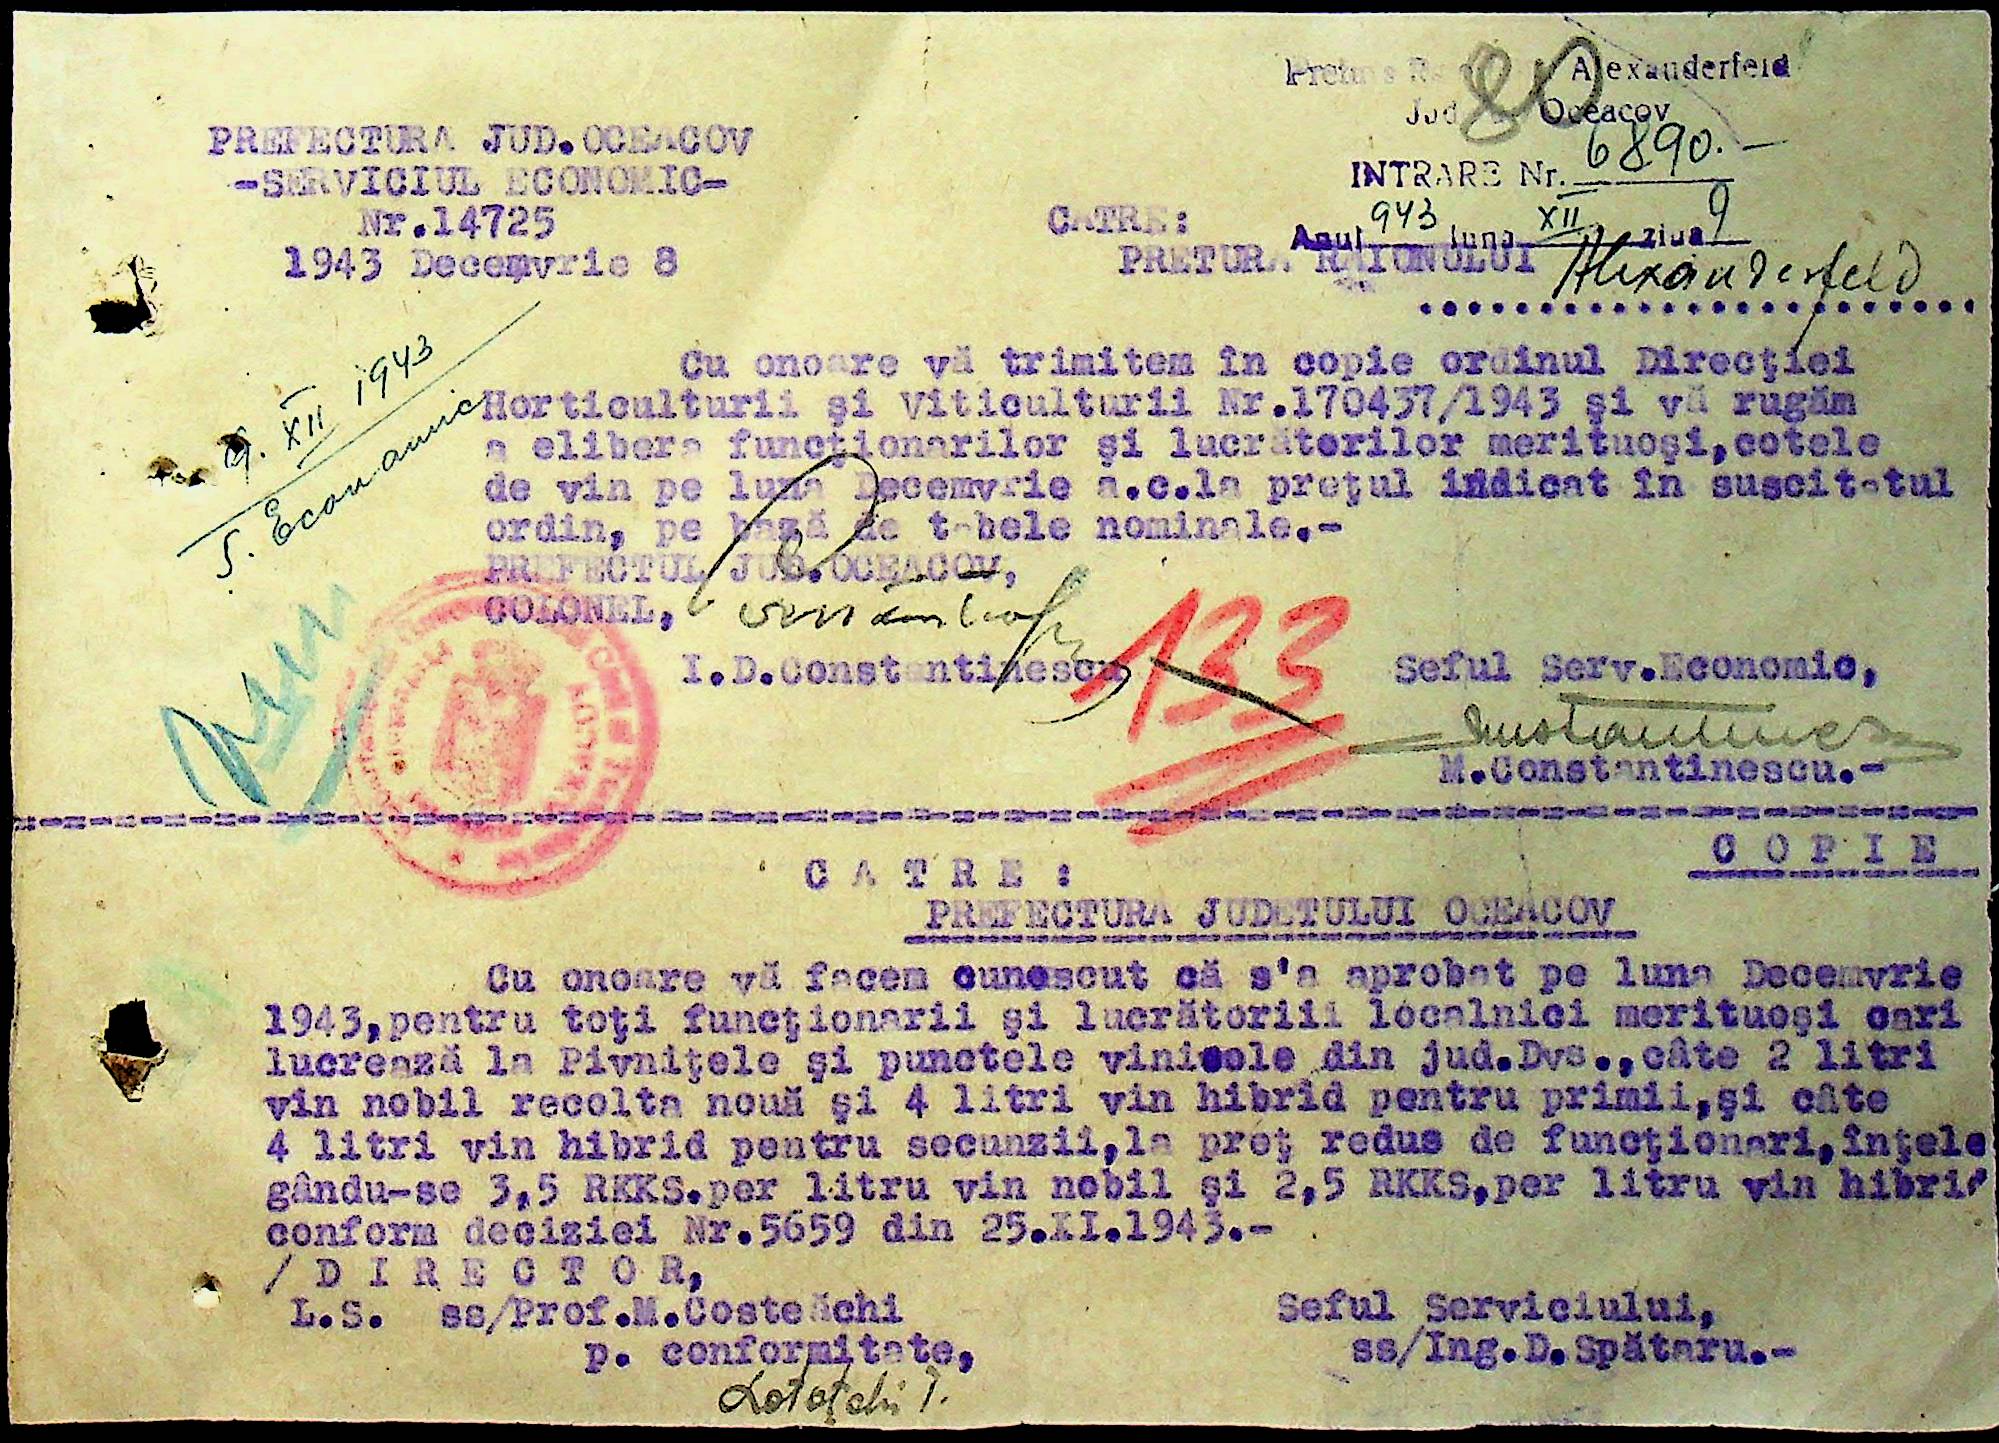 80
Alexanderfeld
Jud Oceacov
INTRARE Nr. 6890.-
Anul 943 luna XII ziua 9
PREFECTURA JUD.OCEACOV
-SERVICIUL ECONOMIC-
Nr.14725
1943 Decemvrie 8
CATRE:
PRETURA RAIONULUI Alexanderfeld
9. XII 1943
S. Economic
Cu onoare vă trimitem în copie ordinul Direcţiei
Horticulturii şi Viticulturii Nr.170437/1943 şi vă rugăm
a elibera funcţionarilor şi lucrătorilor merituoşi,cotele
de vin pe luna Decemvrie a.c.la preţul indicat în suscitatul
ordin, pe bază de tabele nominale.-
PREFECTUL JUD.OCEACOV,
COLONEL,
I.D.Constantinescu
133
Seful Serv.Economic,
M.Constantinescu.-
C O P I E
C A T R E :
PREFECTURA JUDETULUI OCEACOV
Cu onoare vă facem cunoscut că s'a aprobat pe luna Decemvrie
1943,pentru toţi funcţionarii şi lucrătoriii localnici merituoşi cari
lucrează la Pivniţele şi punctele vinicole din jud.Dvs.,câte 2 litri
vin nobil recolta nouă şi 4 litri vin hibrid pentru primii,şi câte
4 litri vin hibrid pentru secunzii,la preţ redus de funcţionari,înţele
gându-se 3,5 RKKS.per litru vin nobil şi 2,5 RKKS,per litru vin hibrid
conform deciziei Nr.5659 din 25.XI.1943.-
/ D I R E C T O R,
L.S. ss/Prof.M.Costeăchi
p. conformitate,
Seful Serviciului,
ss/Ing.D.Spătaru.-